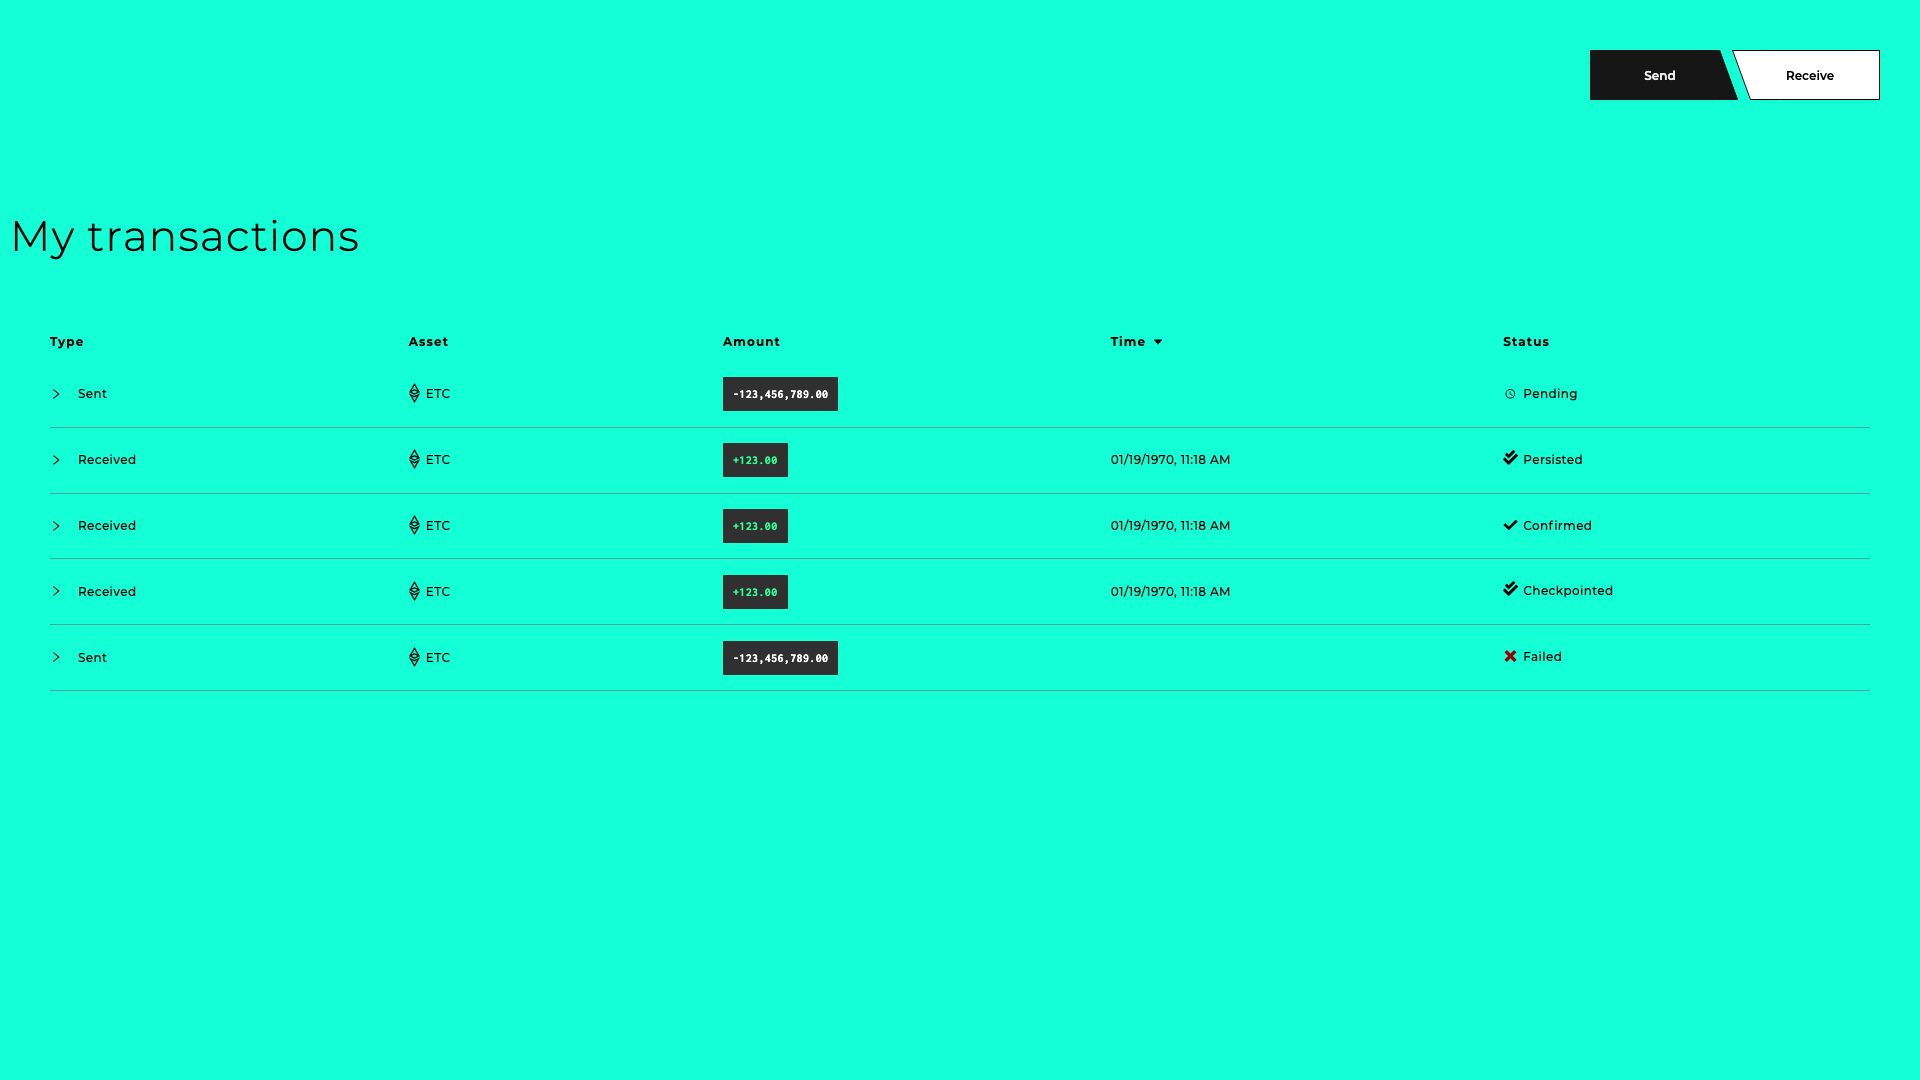 Send Receive
My transactions
Type Asset Amount Time Status
Sent ETC -123,456,789.00 Pending
Received ETC +123.00 01/19/1970, 11:18 AM Persisted
Received ETC +123.00 01/19/1970, 11:18 AM Confirmed
Received ETC +123.00 01/19/1970, 11:18 AM Checkpointed
Sent ETC -123,456,789.00 Failed